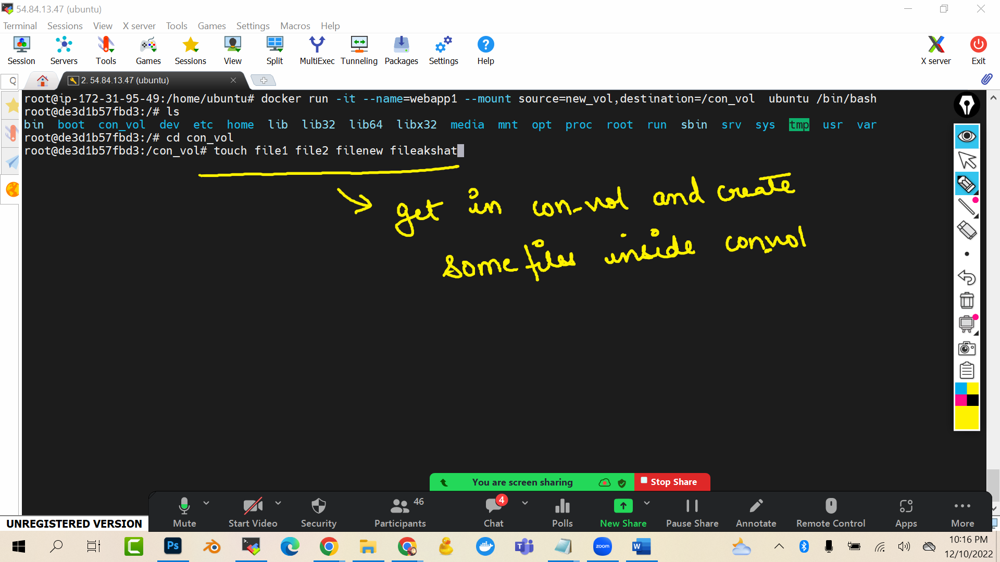 54.84.13.47 (ubuntu)
Terminal Sessions View X server Tools Games Settings Macros Help
Session Servers Tools Games Sessions View Split MultiExec Tunneling Packages Settings Help X server Exit
2. 54.84.13.47 (ubuntu)
root@ip-172-31-95-49:/home/ubuntu# docker run -it --name=webapp1 --mount source=new_vol,destination=/con_vol  ubuntu /bin/bash
root@de3d1b57fbd3:/# ls
bin  boot  con_vol  dev  etc  home  lib  lib32  lib64  libx32  media  mnt  opt  proc  root  run  sbin  srv  sys  tmp  usr  var
root@de3d1b57fbd3:/# cd con_vol
root@de3d1b57fbd3:/con_vol# touch file1 file2 filenew fileakshat
get in con_vol and create
some files inside con_vol
You are screen sharing Stop Share
46 4
Mute Start Video Security Participants Chat Polls New Share Pause Share Annotate Remote Control Apps More
UNREGISTERED VERSION
Ps zoom W
10:16 PM
12/10/2022